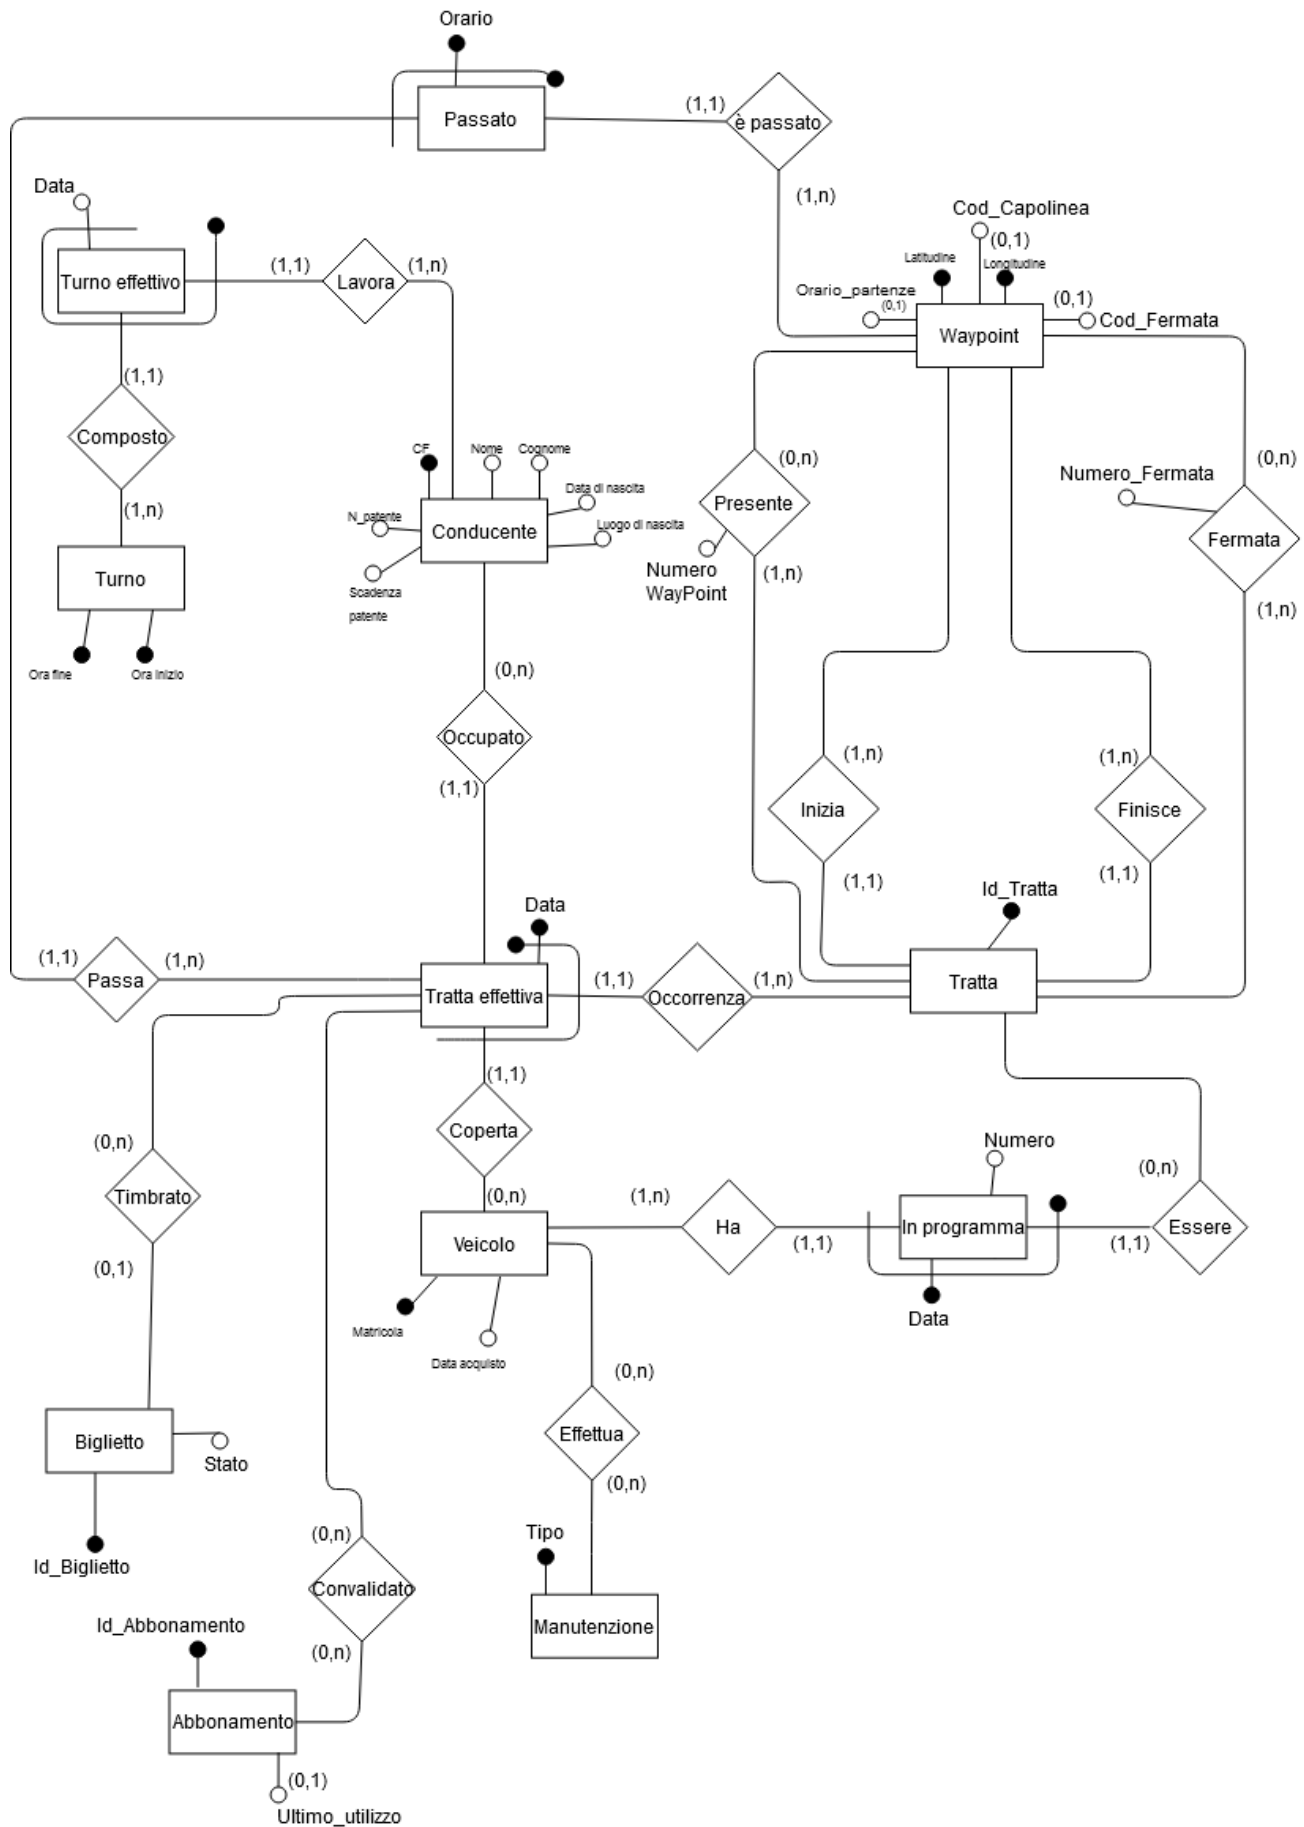 Orario
Passato
(1,1)
è passato
(1,n)
Data
Turno effettivo
(1,1)
Lavora
(1,n)
Cod_Capolinea
(0,1)
Latitudine
Longitudine
Orario_partenze
(0,1)
(0,1)
Cod_Fermata
Waypoint
(1,1)
Composto
(1,n)
Turno
Ora fine
Ora inizio
CF
Nome
Cognome
Data di nascita
Luogo di nascita
N_patente
Conducente
Scadenza
patente
(0,n)
Presente
Numero
WayPoint
(1,n)
(0,n)
Numero_Fermata
Fermata
(1,n)
(0,n)
Occupato
(1,1)
(1,n)
Inizia
(1,1)
(1,n)
Finisce
(1,1)
Id_Tratta
Tratta
Data
(1,1)
Passa
(1,n)
Tratta effettiva
(1,1)
Occorrenza
(1,n)
(1,1)
Coperta
(0,n)
(0,n)
Timbrato
(0,1)
Veicolo
Matricola
Data acquisto
(1,n)
Ha
(1,1)
Numero
In programma
Data
(1,1)
(0,n)
Essere
(0,n)
Effettua
(0,n)
Biglietto
Stato
Id_Biglietto
Tipo
Manutenzione
(0,n)
Convalidato
(0,n)
Id_Abbonamento
Abbonamento
(0,1)
Ultimo_utilizzo